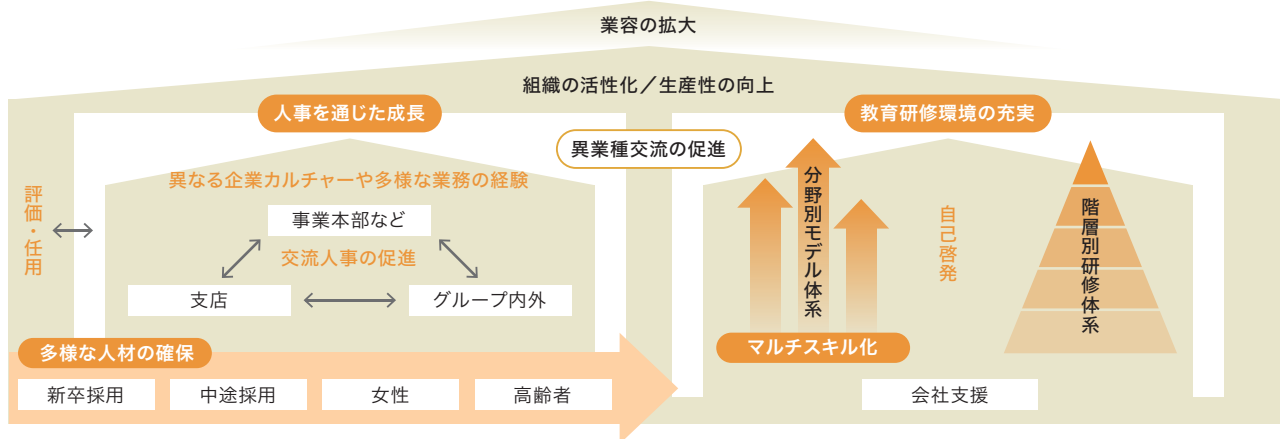 業容の拡大
組織の活性化／生産性の向上
人事を通じた成長
教育研修環境の充実
異業種交流の促進
評価・任用
異なる企業カルチャーや多様な業務の経験
事業本部など
交流人事の促進
支店
グループ内外
分野別モデル体系
自己啓発
階層別研修体系
マルチスキル化
多様な人材の確保
新卒採用
中途採用
女性
高齢者
会社支援